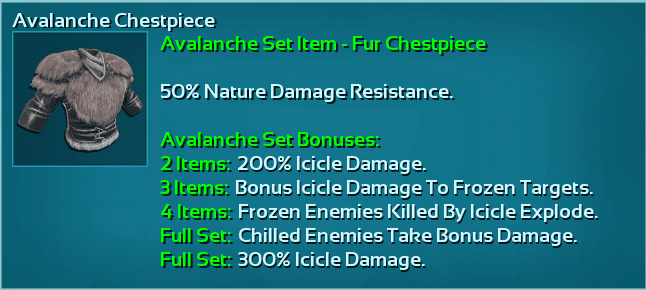 Avalanche Chestpiece
Avalanche Set Item - Fur Chestpiece
50% Nature Damage Resistance.
Avalanche Set Bonuses:
2 Items: 200% Icicle Damage.
3 Items: Bonus Icicle Damage To Frozen Targets.
4 Items: Frozen Enemies Killed By Icicle Explode.
Full Set: Chilled Enemies Take Bonus Damage.
Full Set: 300% Icicle Damage.